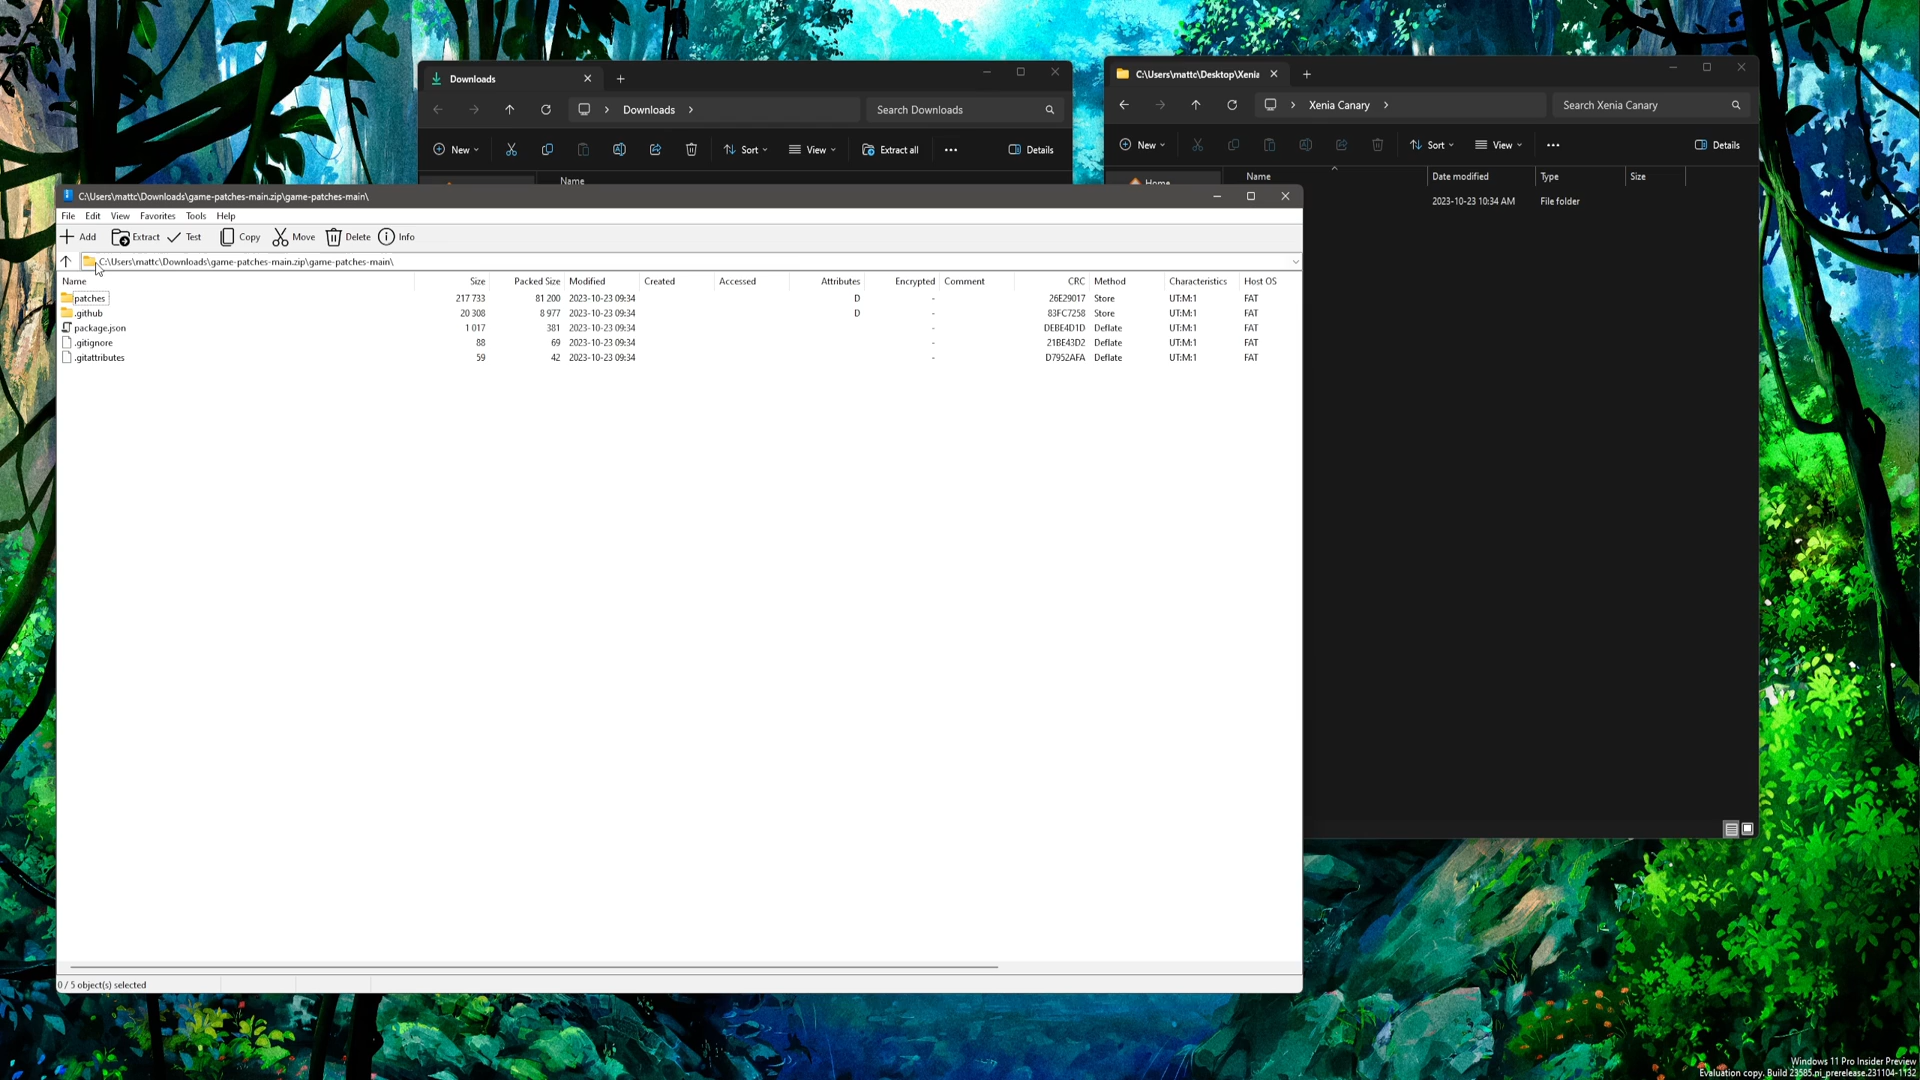 Downloads
Downloads
Search Downloads
New
Sort
View
Extract all
Details
Name
C:\Users\mattc\Desktop\Xenia
Xenia Canary
Search Xenia Canary
New
Sort
View
Details
Home
Name
Date modified
Type
Size
2023-10-23 10:34 AM
File folder
C:\Users\mattc\Downloads\game-patches-main.zip\game-patches-main\
File Edit View Favorites Tools Help
Add Extract Test Copy Move Delete Info
C:\Users\mattc\Downloads\game-patches-main.zip\game-patches-main\
Name Size Packed Size Modified Created Accessed Attributes Encrypted Comment CRC Method Characteristics Host OS
patches 217 733 81 200 2023-10-23 09:34 D - 26E29017 Store UT:M:1 FAT
.github 20 308 8 977 2023-10-23 09:34 D - 83FC7258 Store UT:M:1 FAT
package.json 1 017 381 2023-10-23 09:34 - DEBE4D1D Deflate UT:M:1 FAT
.gitignore 88 69 2023-10-23 09:34 - 21BE43D2 Deflate UT:M:1 FAT
.gitattributes 59 42 2023-10-23 09:34 - D7952AFA Deflate UT:M:1 FAT
0 / 5 object(s) selected
Windows 11 Pro Insider Preview
Evaluation copy. Build 23585.ni_prerelease.231104-1132